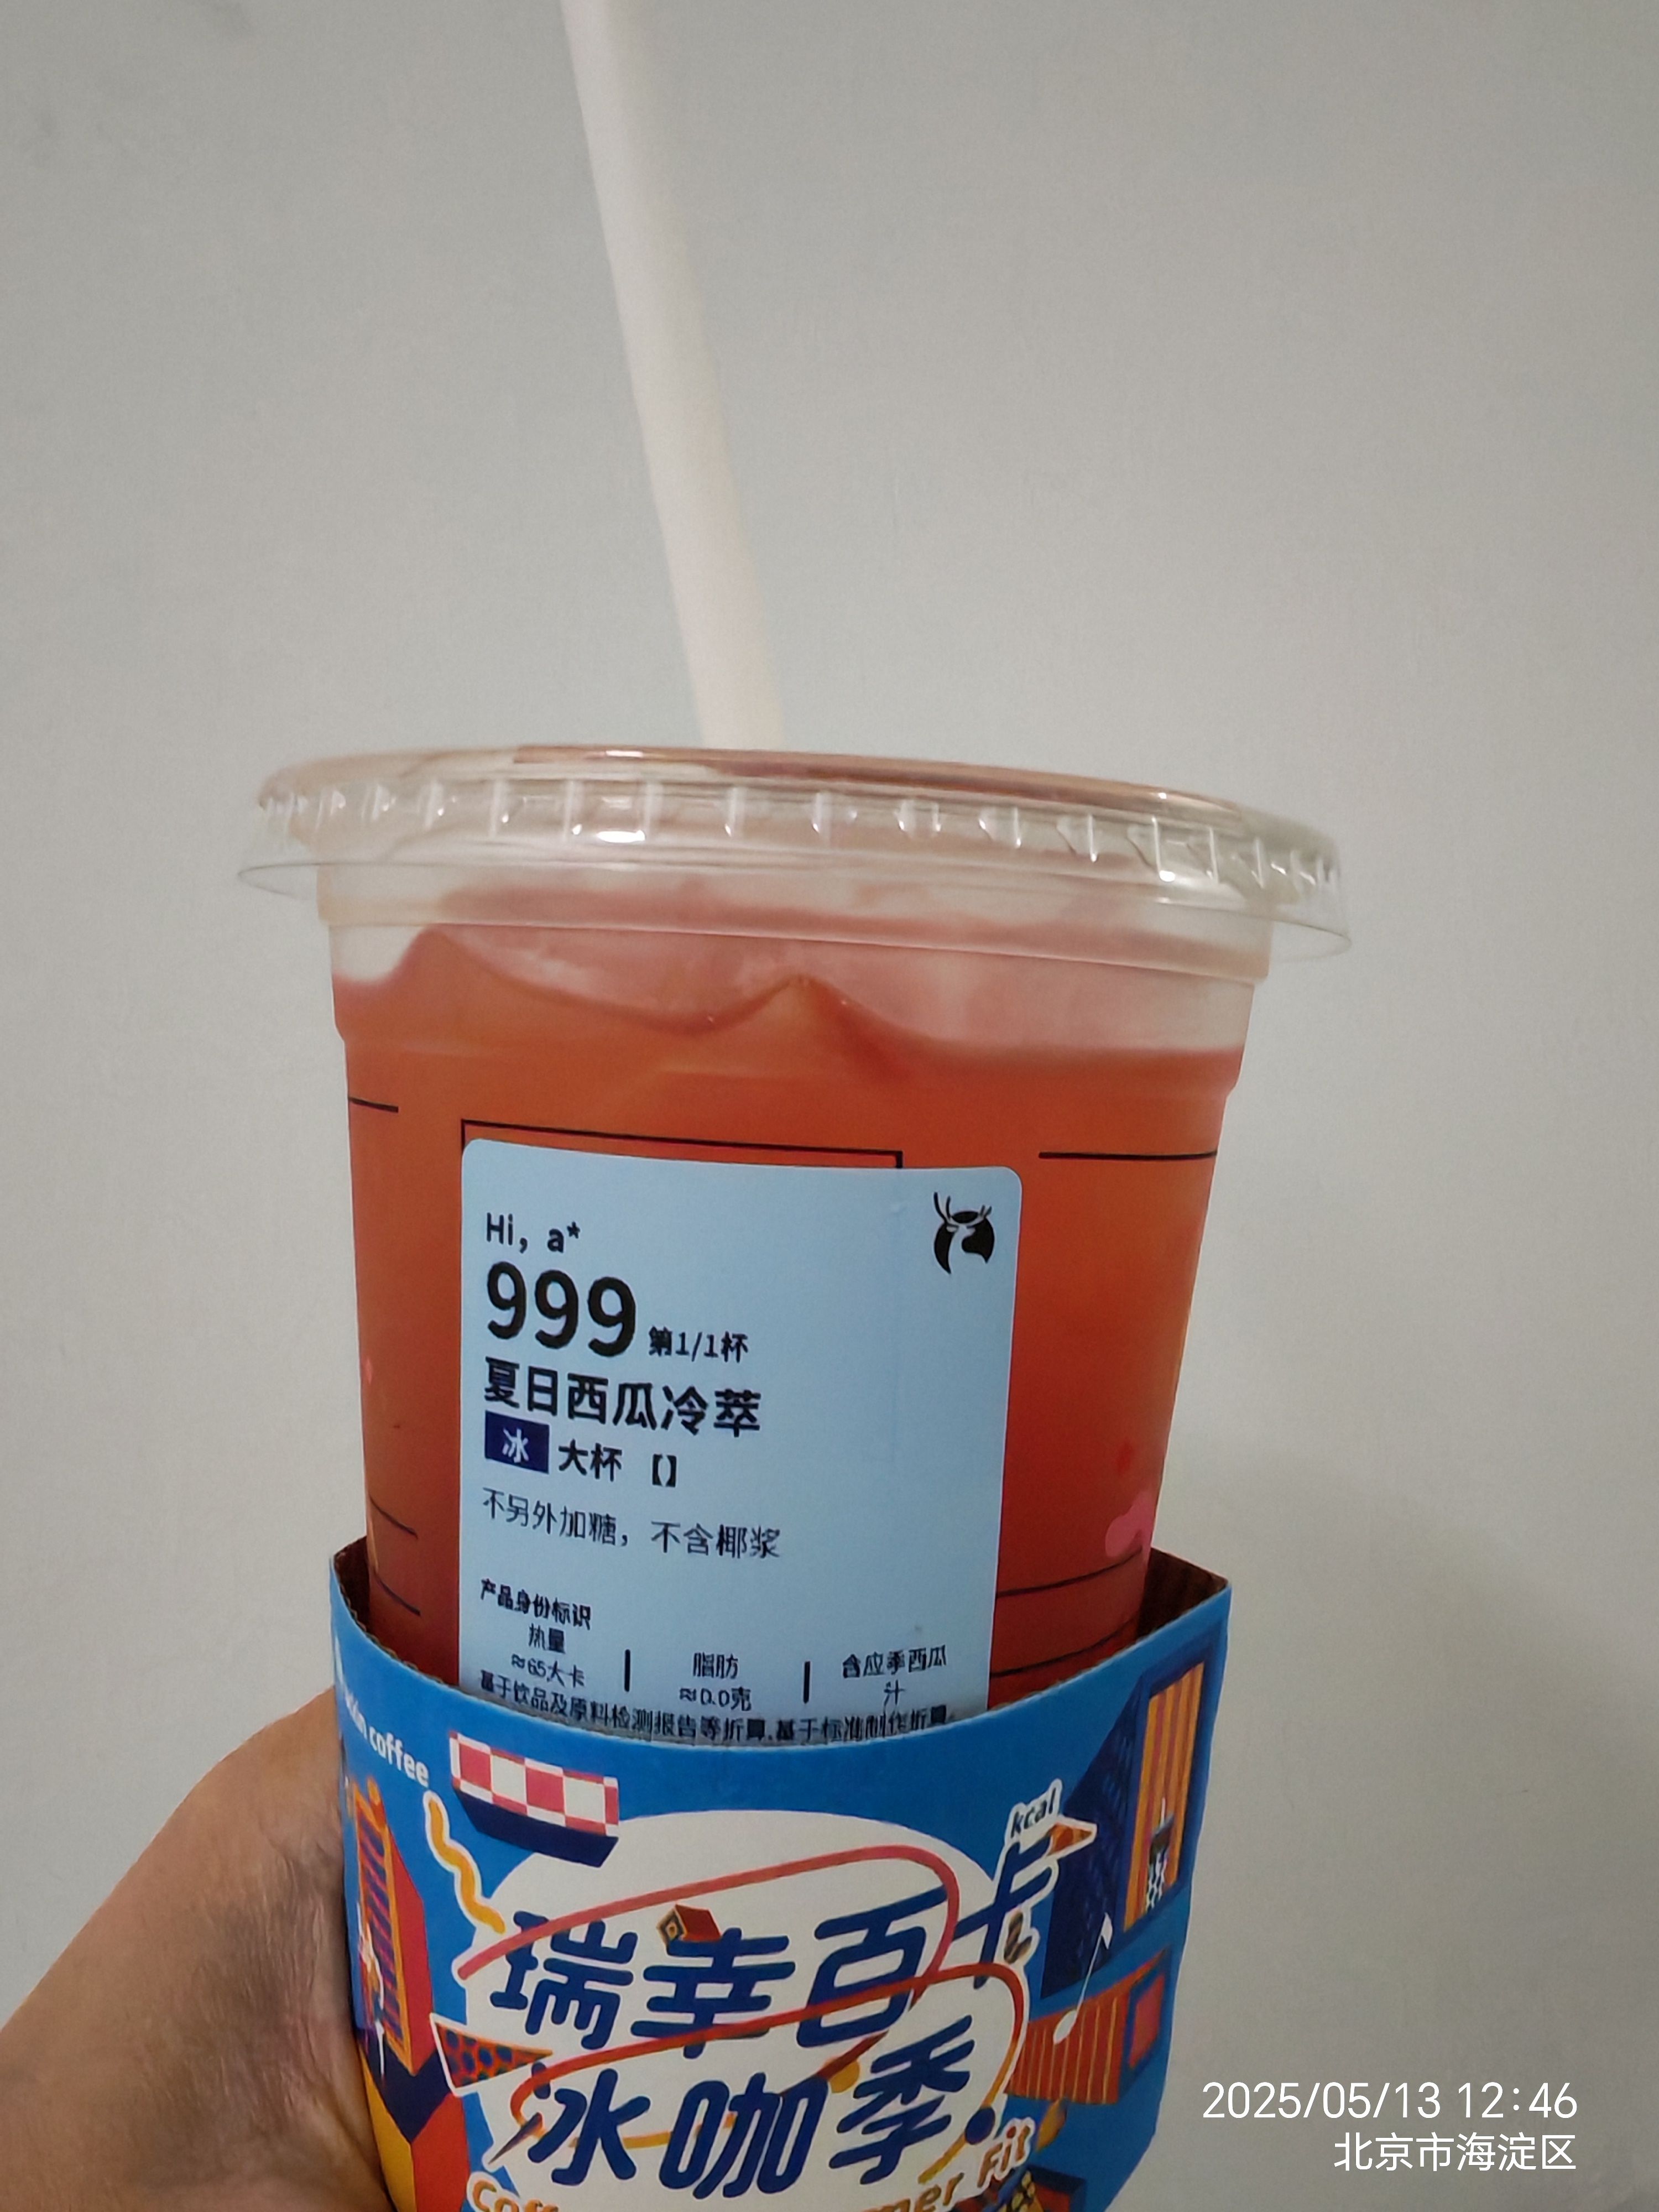 Hi, a*
999 第1/1杯
夏日西瓜冷萃
冰 大杯 【】
不另外加糖，不含椰浆
产品身份标识
热量
≈65大卡
脂肪
≈0.0克
含应季西瓜
汁
基于饮品及原料检测报告等折算,基于标准制作折算
coffee
kcal
瑞幸百卡
冰咖季
Fit
2025/05/13 12:46
北京市海淀区